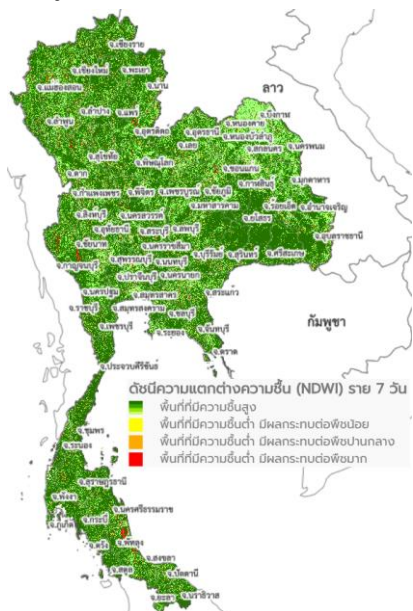 จ.เชียงราย
จ.เชียงใหม่ จ.พะเยา
จ.แม่ฮ่องสอน จ.น่าน
จ.ลำปาง จ.แพร่
จ.ลำพูน
จ.อุตรดิตถ์
จ.สุโขทัย
จ.พิษณุโลก
จ.ตาก
จ.กำแพงเพชร จ.พิจิตร จ.เพชรบูรณ์ จ.ชัยภูมิ
ลาว
จ.บึงกาฬ
จ.หนองคาย
จ.อุดรธานี จ.หนองบัวลำภู
จ.เลย จ.สกลนคร จ.นครพนม
จ.ขอนแก่น
จ.กาฬสินธุ์ จ.มุกดาหาร
จ.มหาสารคาม จ.ร้อยเอ็ด จ.อำนาจเจริญ
จ.ยโสธร
จ.อุบลราชธานี
จ.สิงห์บุรี จ.นครสวรรค์
จ.อุทัยธานี จ.สระบุรี จ.ลพบุรี
จ.ชัยนาท จ.นครราชสีมา
จ.บุรีรัมย์ จ.สุรินทร์ จ.ศรีสะเกษ
จ.กาญจนบุรี จ.สุพรรณบุรี จ.นนทบุรี
จ.ปราจีนบุรี จ.นครนายก
จ.นครปฐม จ.สมุทรสาคร จ.สระแก้ว
จ.ราชบุรี จ.สมุทรสงคราม จ.ชลบุรี
จ.เพชรบุรี จ.ระยอง จ.จันทบุรี
จ.ตราด
กัมพูชา
จ.ประจวบคีรีขันธ์
ดัชนีความแตกต่างความชื้น (NDWI) ราย 7 วัน
พื้นที่ที่มีความชื้นสูง
พื้นที่ที่มีความชื้นต่ำ มีผลกระทบต่อพืชน้อย
พื้นที่ที่มีความชื้นต่ำ มีผลกระทบต่อพืชปานกลาง
พื้นที่ที่มีความชื้นต่ำ มีผลกระทบต่อพืชมาก
จ.ชุมพร
จ.ระนอง
จ.สุราษฎรธานี
จ.พังงา
จ.นครศรีธรรมราช
จ.ภูเก็ต จ.กระบี่
จ.ตรัง จ.พัทลุง
จ.สตูล จ.สงขลา
จ.ปัตตานี
จ.ยะลา จ.นราธิวาส